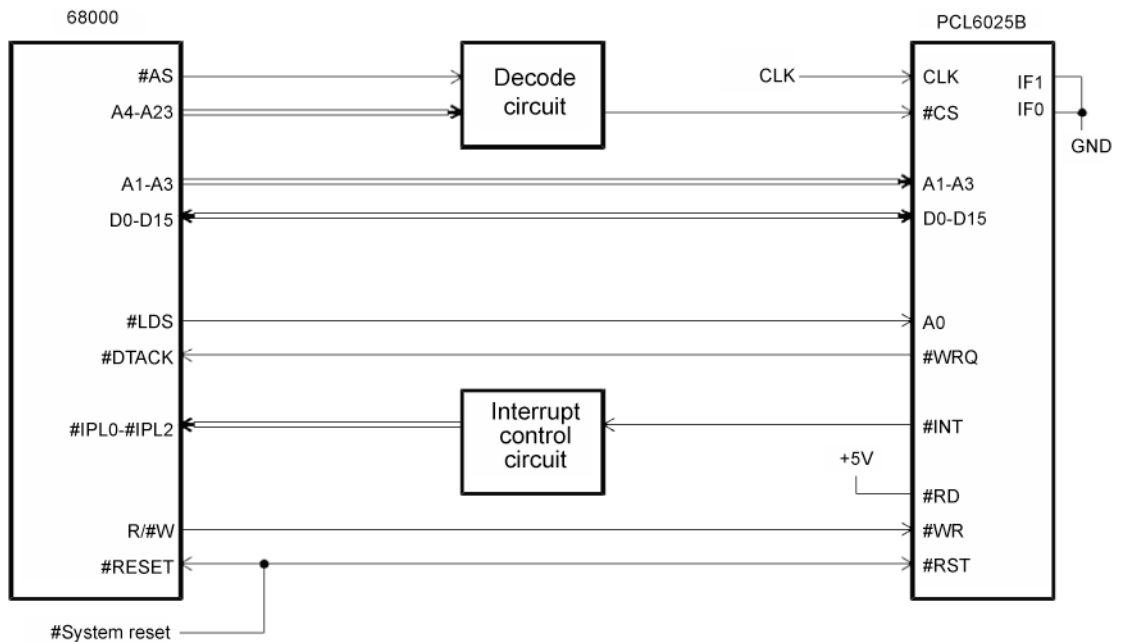 68000
PCL6025B
#AS
Decode
circuit
CLK
CLK
IF1
A4-A23
#CS
IF0
GND
A1-A3
A1-A3
D0-D15
D0-D15
#LDS
A0
#DTACK
#WRQ
#IPL0-#IPL2
Interrupt
control
circuit
#INT
+5V
#RD
R/#W
#WR
#RESET
#RST
#System reset